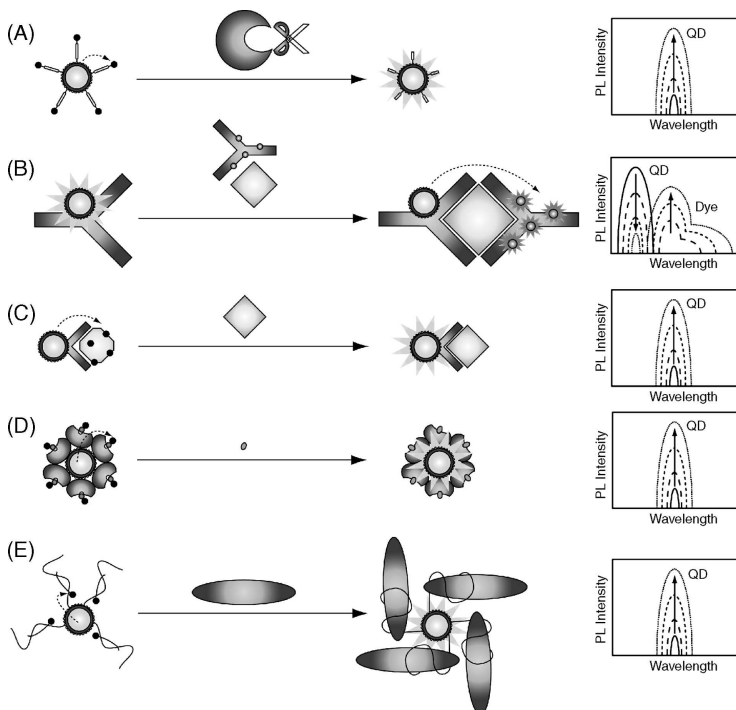 (A)
PL Intensity
QD
Wavelength
(B)
PL Intensity
QD
Dye
Wavelength
(C)
PL Intensity
QD
Wavelength
(D)
PL Intensity
QD
Wavelength
(E)
PL Intensity
QD
Wavelength